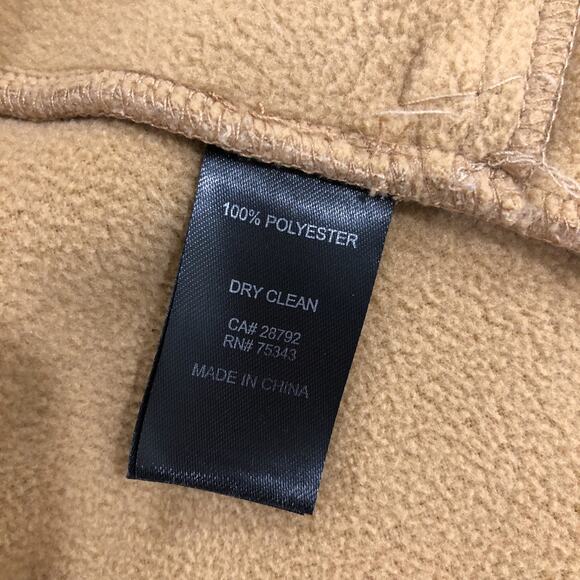 100% POLYESTER
DRY CLEAN
CA# 28792
RN# 75343
MADE IN CHINA